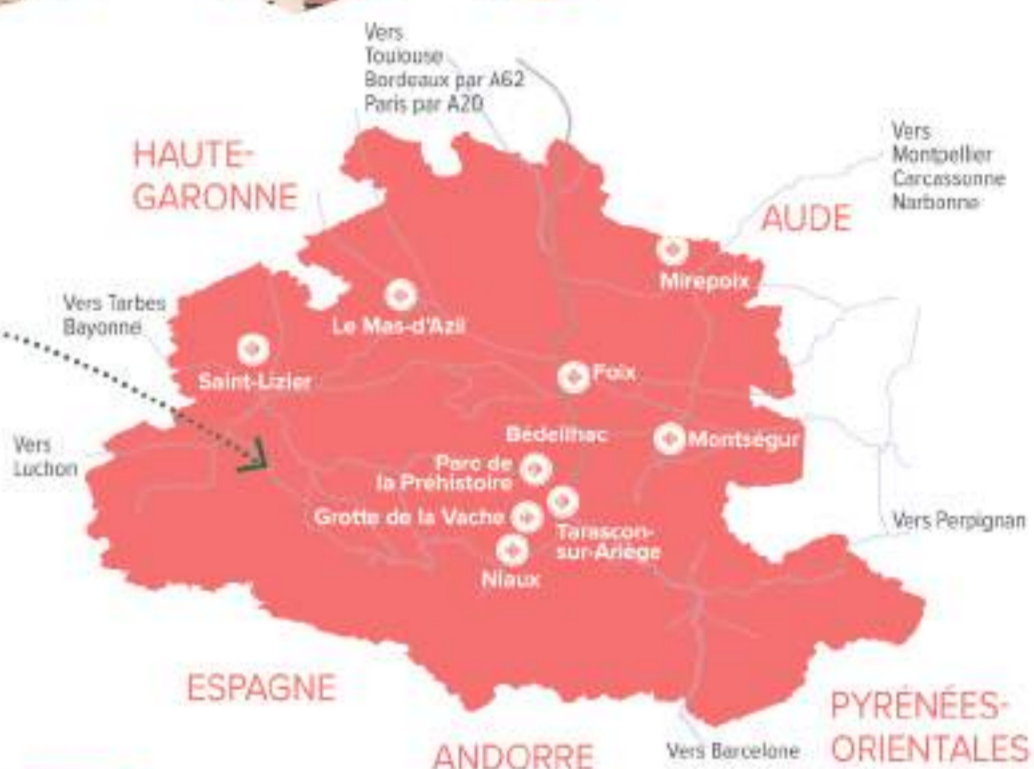 Vers
Toulouse
Bordeaux par A62
Paris par A20
HAUTE-
GARONNE
Vers
Montpellier
Carcassonne
Narbonne
AUDE
Mirepoix
Vers Tarbes
Bayonne
Le Mas-d'Azil
Saint-Lizier
Foix
Vers
Luchon
Bédeilhac
Montségur
Parc de
la Préhistoire
Grotte de la Vache
Tarascon-
sur-Ariège
Niaux
Vers Perpignan
ESPAGNE
ANDORRE
Vers Barcelone
PYRÉNÉES-
ORIENTALES